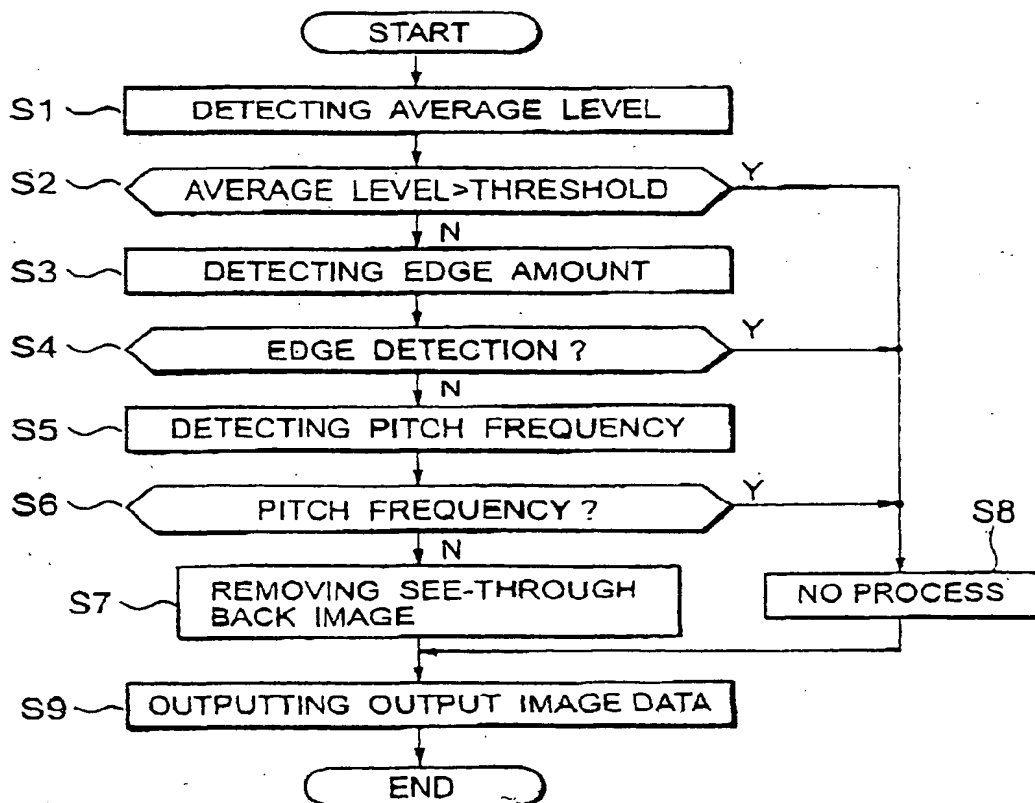 START
S1 DETECTING AVERAGE LEVEL
S2 AVERAGE LEVEL>THRESHOLD Y
N
S3 DETECTING EDGE AMOUNT
S4 EDGE DETECTION ? Y
N
S5 DETECTING PITCH FREQUENCY
S6 PITCH FREQUENCY ? Y
N
S8
S7 REMOVING SEE-THROUGH
BACK IMAGE
NO PROCESS
S9 OUTPUTTING OUTPUT IMAGE DATA
END